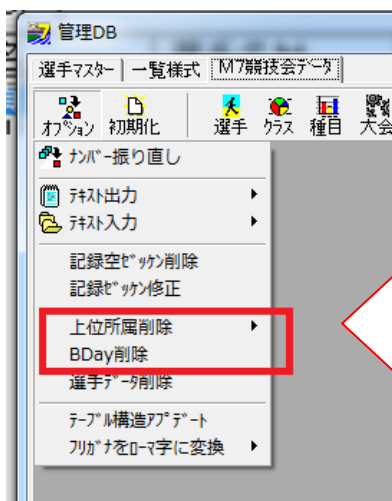 管理DB
選手ﾏｽﾀｰ 一覧様式 M7競技会ﾃﾞｰﾀ
ｵﾌﾟｼｮﾝ 初期化 選手 ｸﾗｽ 種目 大会
ﾅﾝﾊﾞｰ振り直し
ﾃｷｽﾄ出力
ﾃｷｽﾄ入力
記録空ｾﾞｯｹﾝ削除
記録ｾﾞｯｹﾝ修正
上位所属削除
BDay削除
選手ﾃﾞｰﾀ削除
ﾃｰﾌﾞﾙ構造ｱﾌﾟﾃﾞｰﾄ
ﾌﾘｶﾞﾅをﾛｰﾏ字に変換